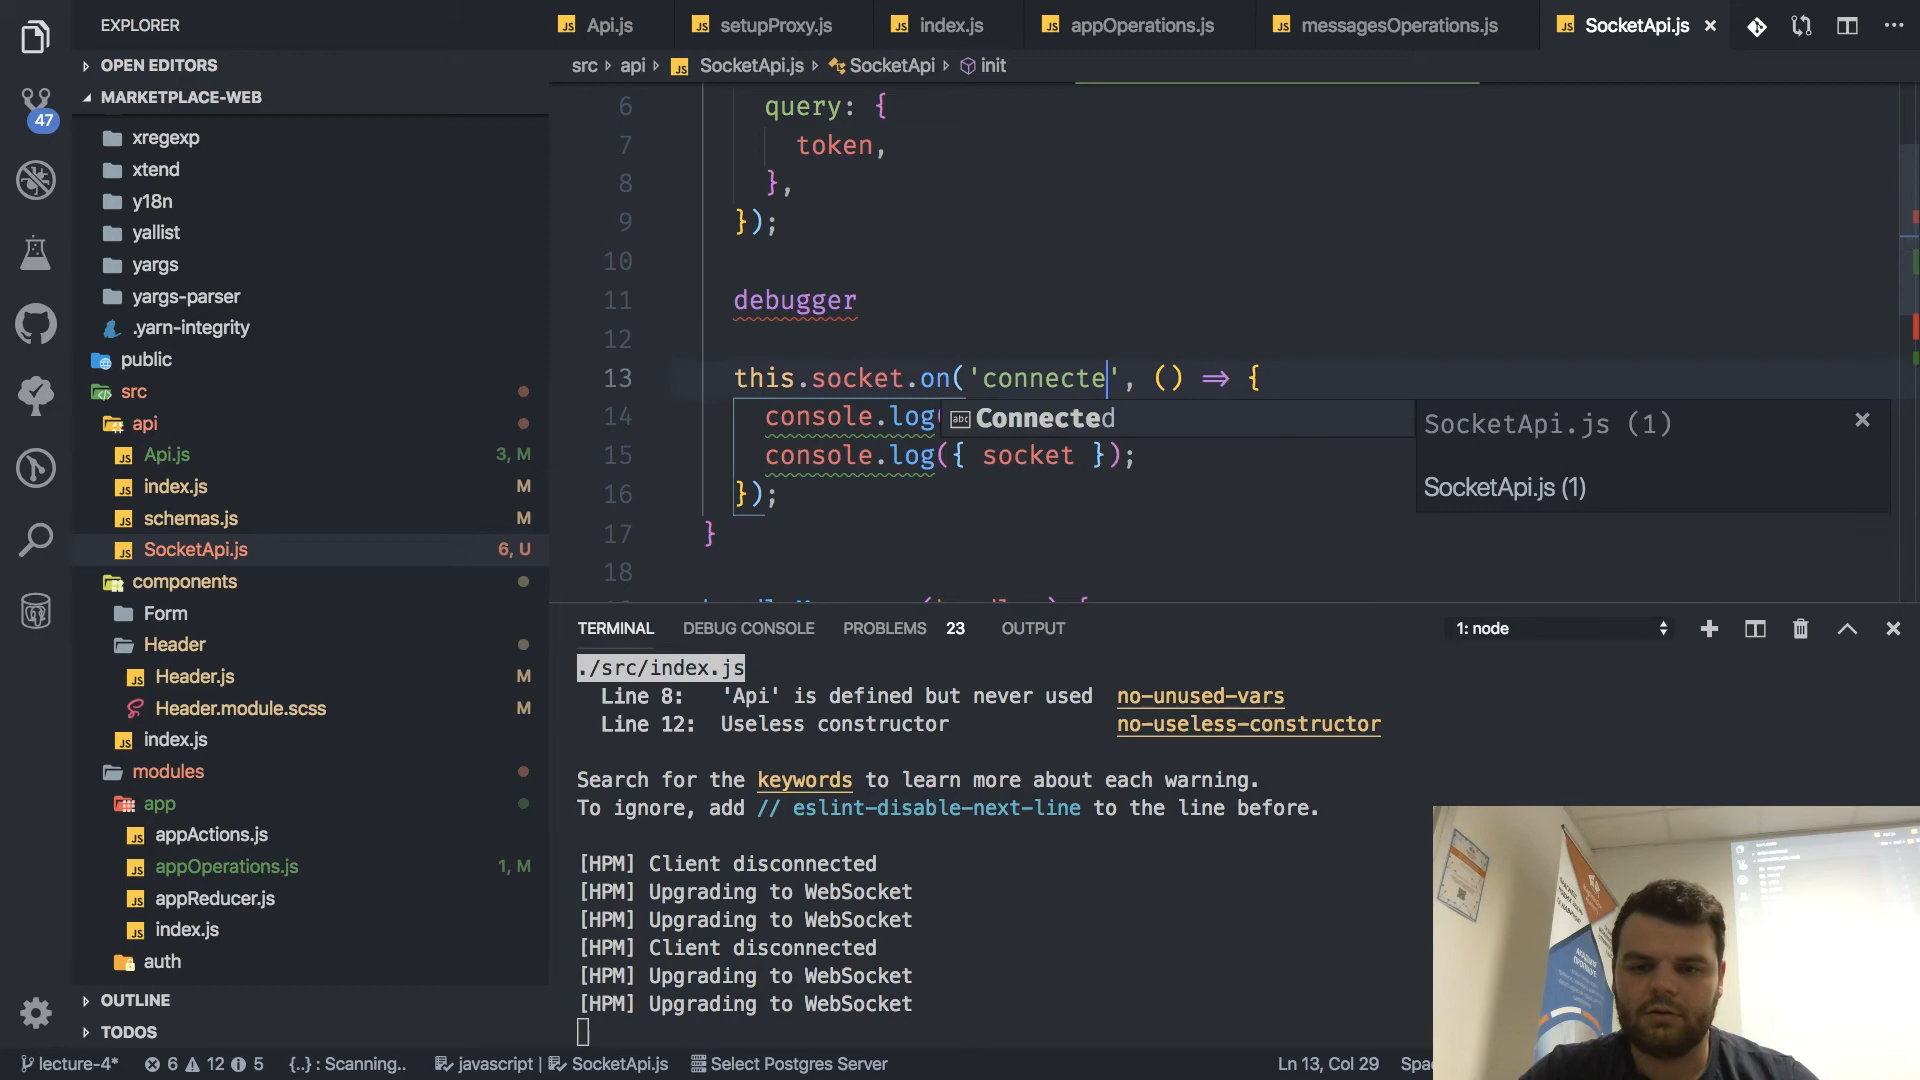 EXPLORER
Api.js
setupProxy.js
index.js
appOperations.js
messagesOperations.js
SocketApi.js
OPEN EDITORS
src
api
SocketApi.js
SocketApi
init
47
MARKETPLACE-WEB
xregexp
xtend
y18n
yallist
yargs
yargs-parser
.yarn-integrity
public
src
api
Api.js 3, M
index.js M
schemas.js M
SocketApi.js 6, U
components
Form
Header
Header.js M
Header.module.scss M
index.js
modules
app
appActions.js
appOperations.js 1, M
appReducer.js
index.js
auth
OUTLINE
TODOS
6 query: {
7 token,
8 },
9 });
10
11 debugger
12
13 this.socket.on('connecte', () ⇒ {
14 console.log(
15 console.log({ socket });
16 });
17 }
18
abc Connected
SocketApi.js (1)
SocketApi.js (1)
TERMINAL
DEBUG CONSOLE
PROBLEMS 23
OUTPUT
1: node
./src/index.js
Line 8: 'Api' is defined but never used no-unused-vars
Line 12: Useless constructor no-useless-constructor
Search for the keywords to learn more about each warning.
To ignore, add // eslint-disable-next-line to the line before.
[HPM] Client disconnected
[HPM] Upgrading to WebSocket
[HPM] Upgrading to WebSocket
[HPM] Client disconnected
[HPM] Upgrading to WebSocket
[HPM] Upgrading to WebSocket
lecture-4*
6 12 5
{..} : Scanning..
javascript |
SocketApi.js
Select Postgres Server
Ln 13, Col 29